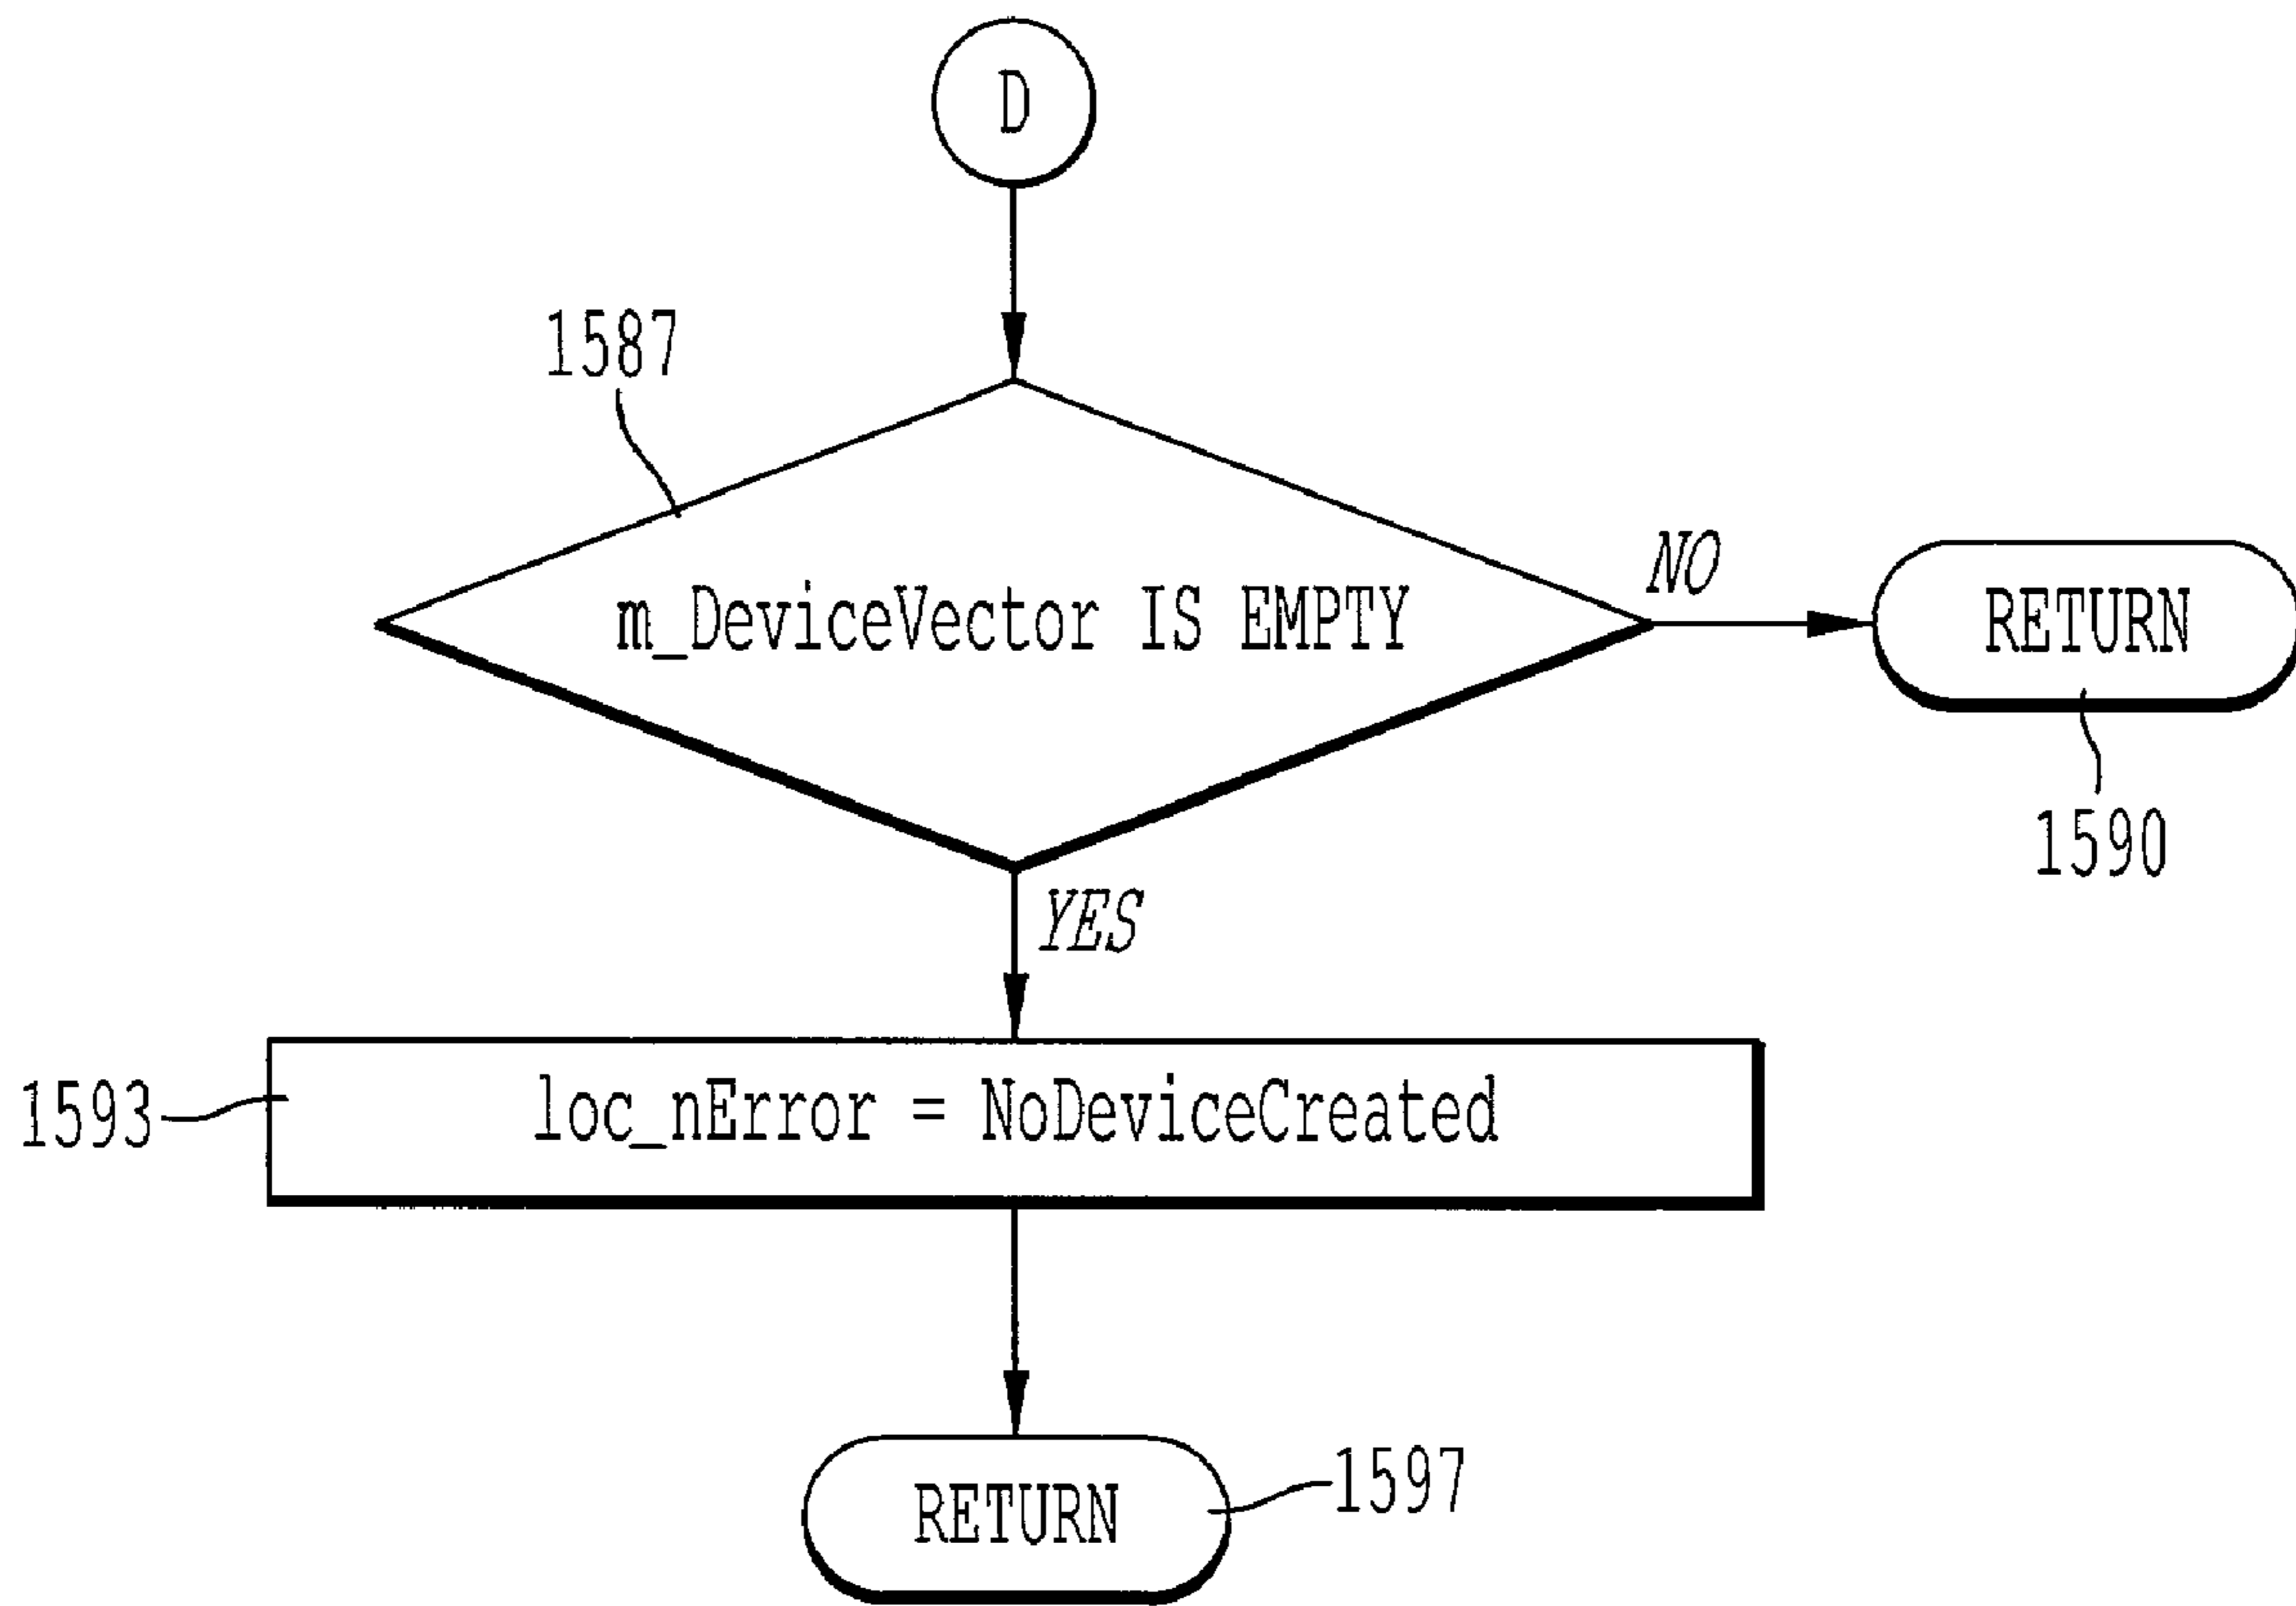 D
1587
NO
m_DeviceVector IS EMPTY
RETURN
1590
YES
1593
loc_nError = NoDeviceCreated
1597
RETURN